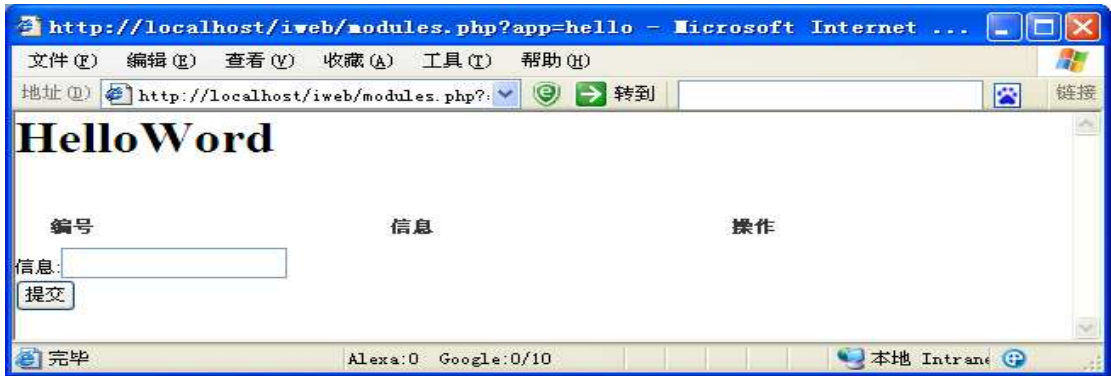 http://localhost/iweb/modules.php?app=hello - Microsoft Internet ...
文件(F) 编辑(E) 查看(V) 收藏(A) 工具(T) 帮助(H)
地址(D) http://localhost/iweb/modules.php?: 转到 链接
HelloWord
编号 信息 操作
信息:
提交
完毕 Alexa:0 Google:0/10 本地 Intrane